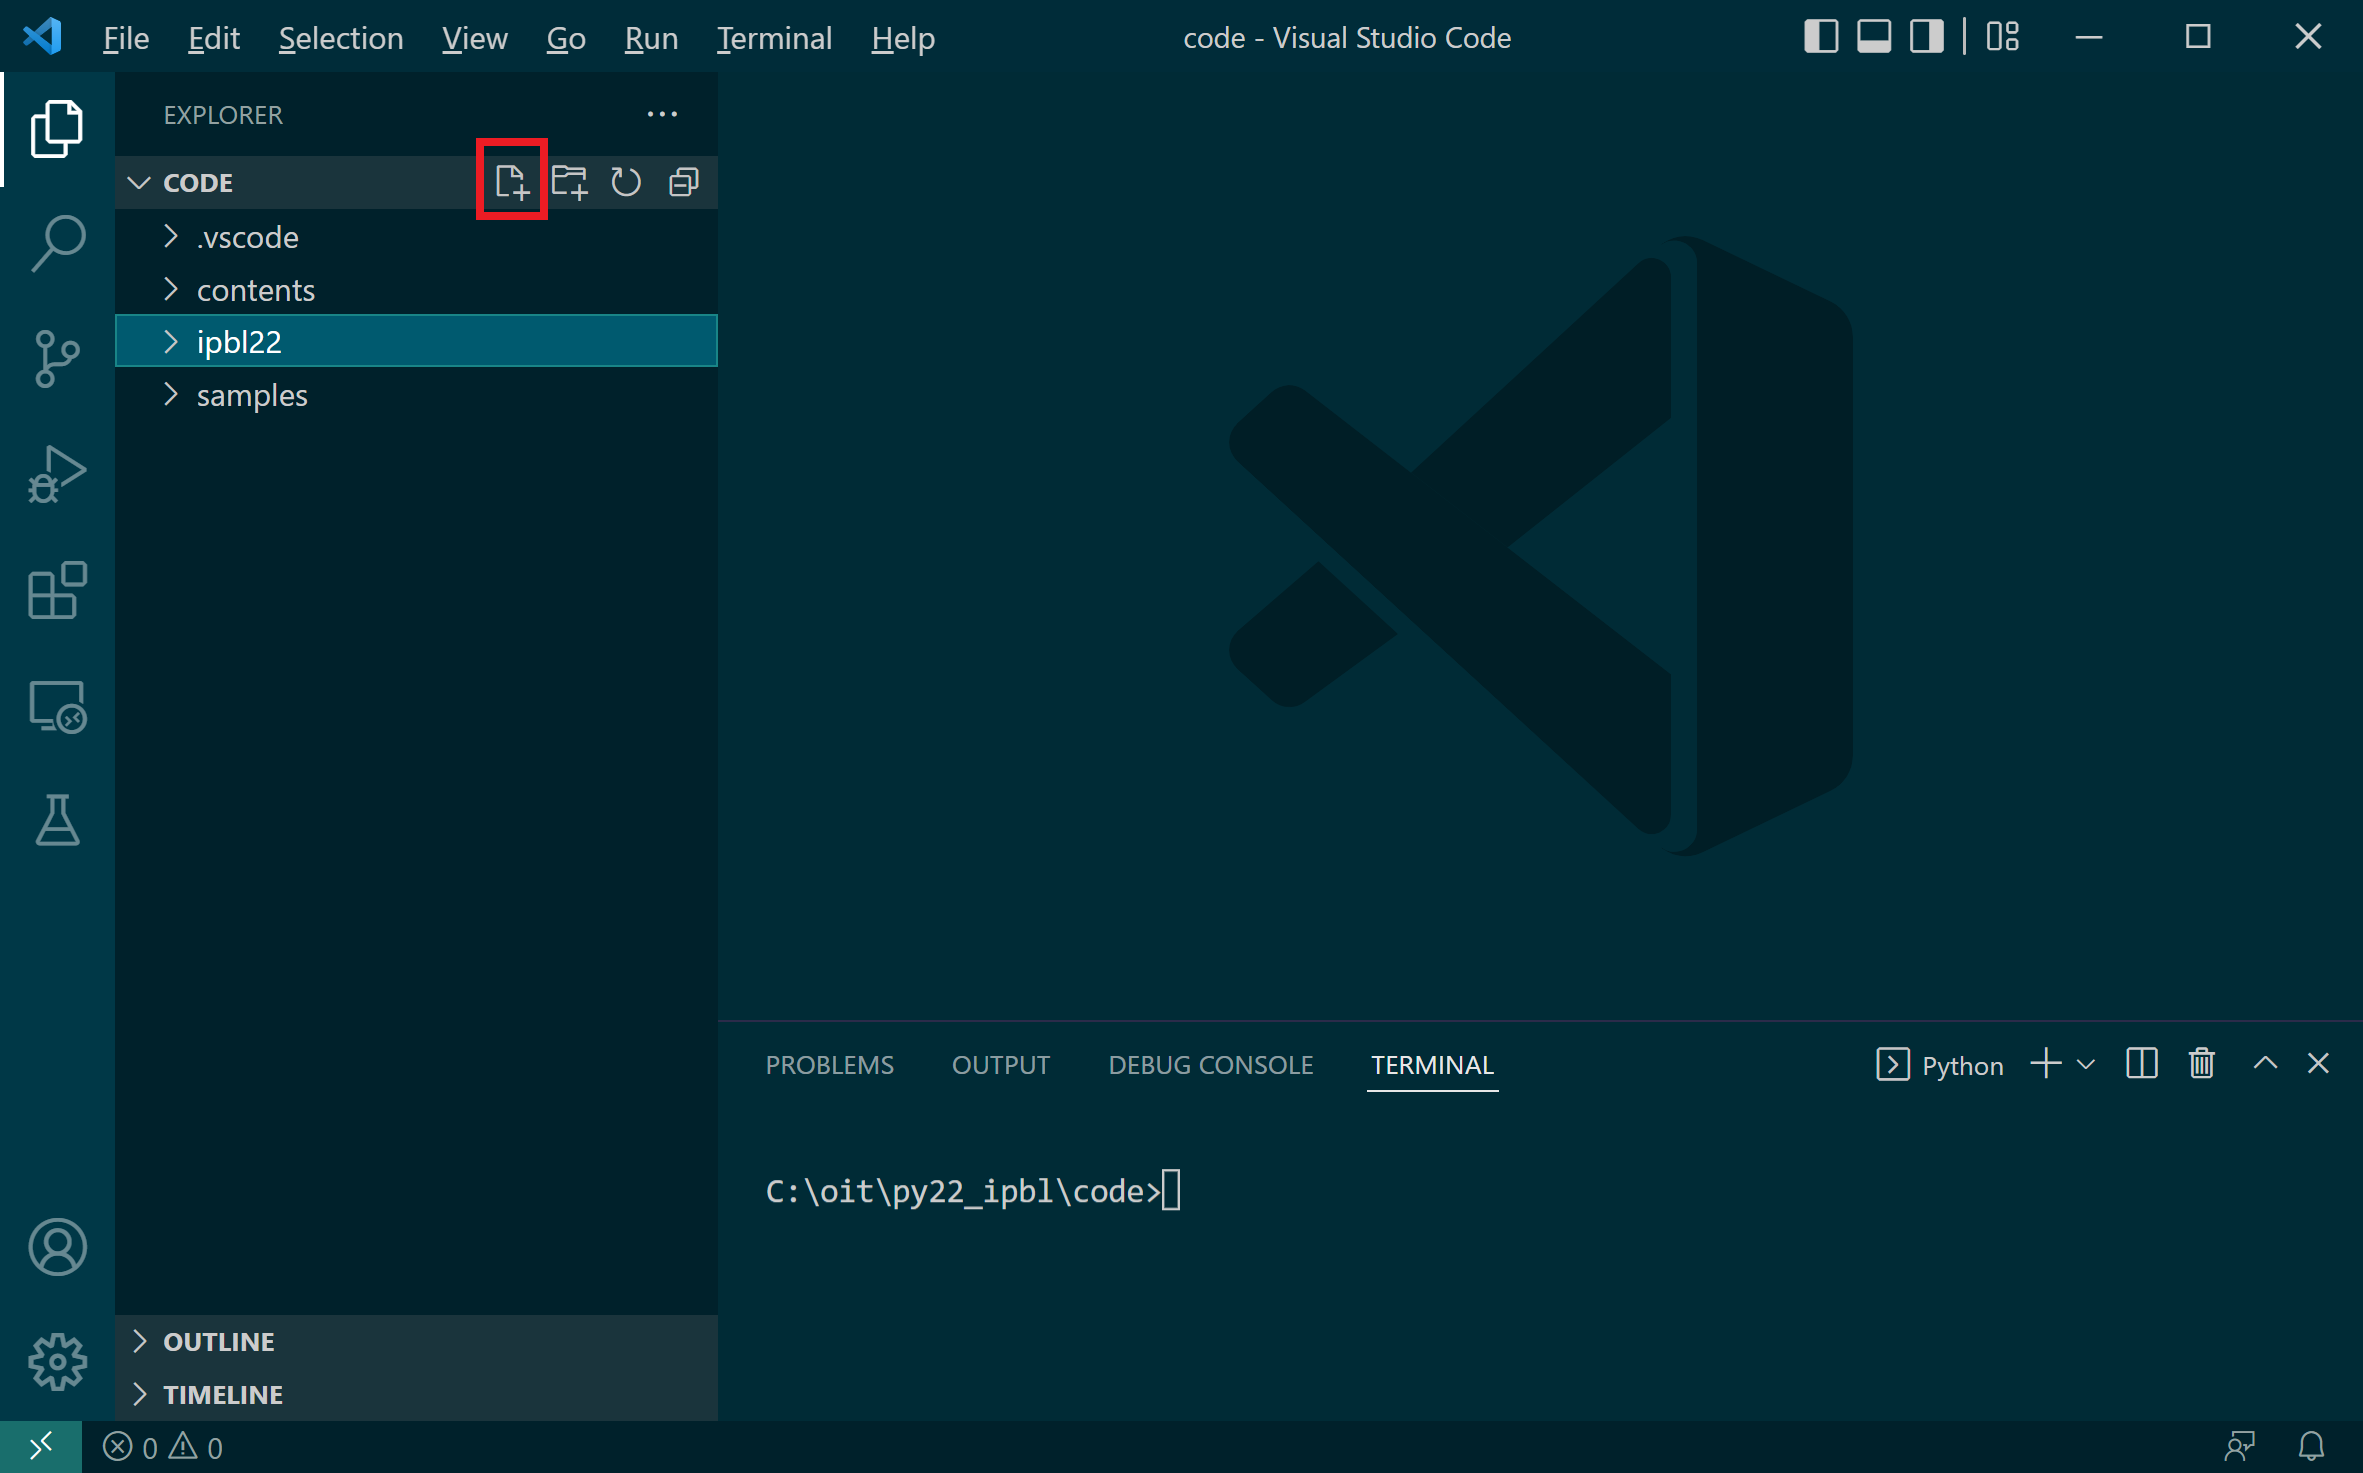 File Edit Selection View Go Run Terminal Help code - Visual Studio Code
EXPLORER
CODE
.vscode
contents
ipbl22
samples
PROBLEMS OUTPUT DEBUG CONSOLE TERMINAL Python
C:\oit\py22_ipbl\code>
OUTLINE
TIMELINE
0 0